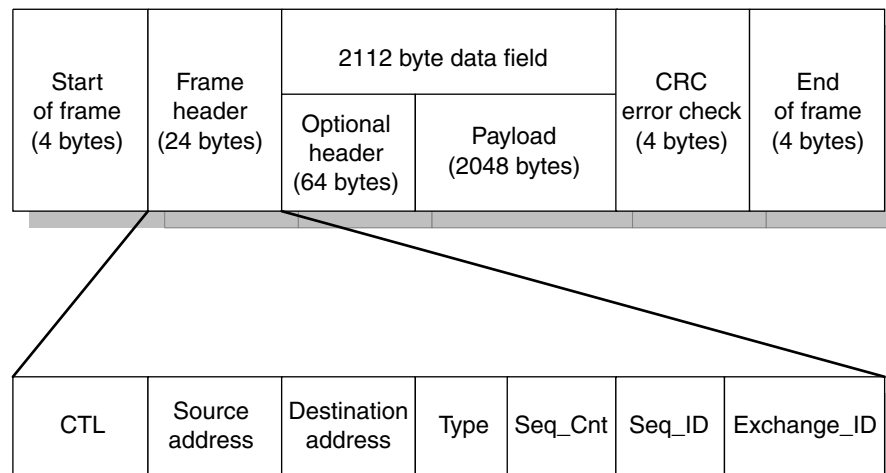 Start
of frame
(4 bytes)
Frame
header
(24 bytes)
2112 byte data field
Optional
header
(64 bytes)
Payload
(2048 bytes)
CRC
error check
(4 bytes)
End
of frame
(4 bytes)
CTL
Source
address
Destination
address
Type
Seq_Cnt
Seq_ID
Exchange_ID